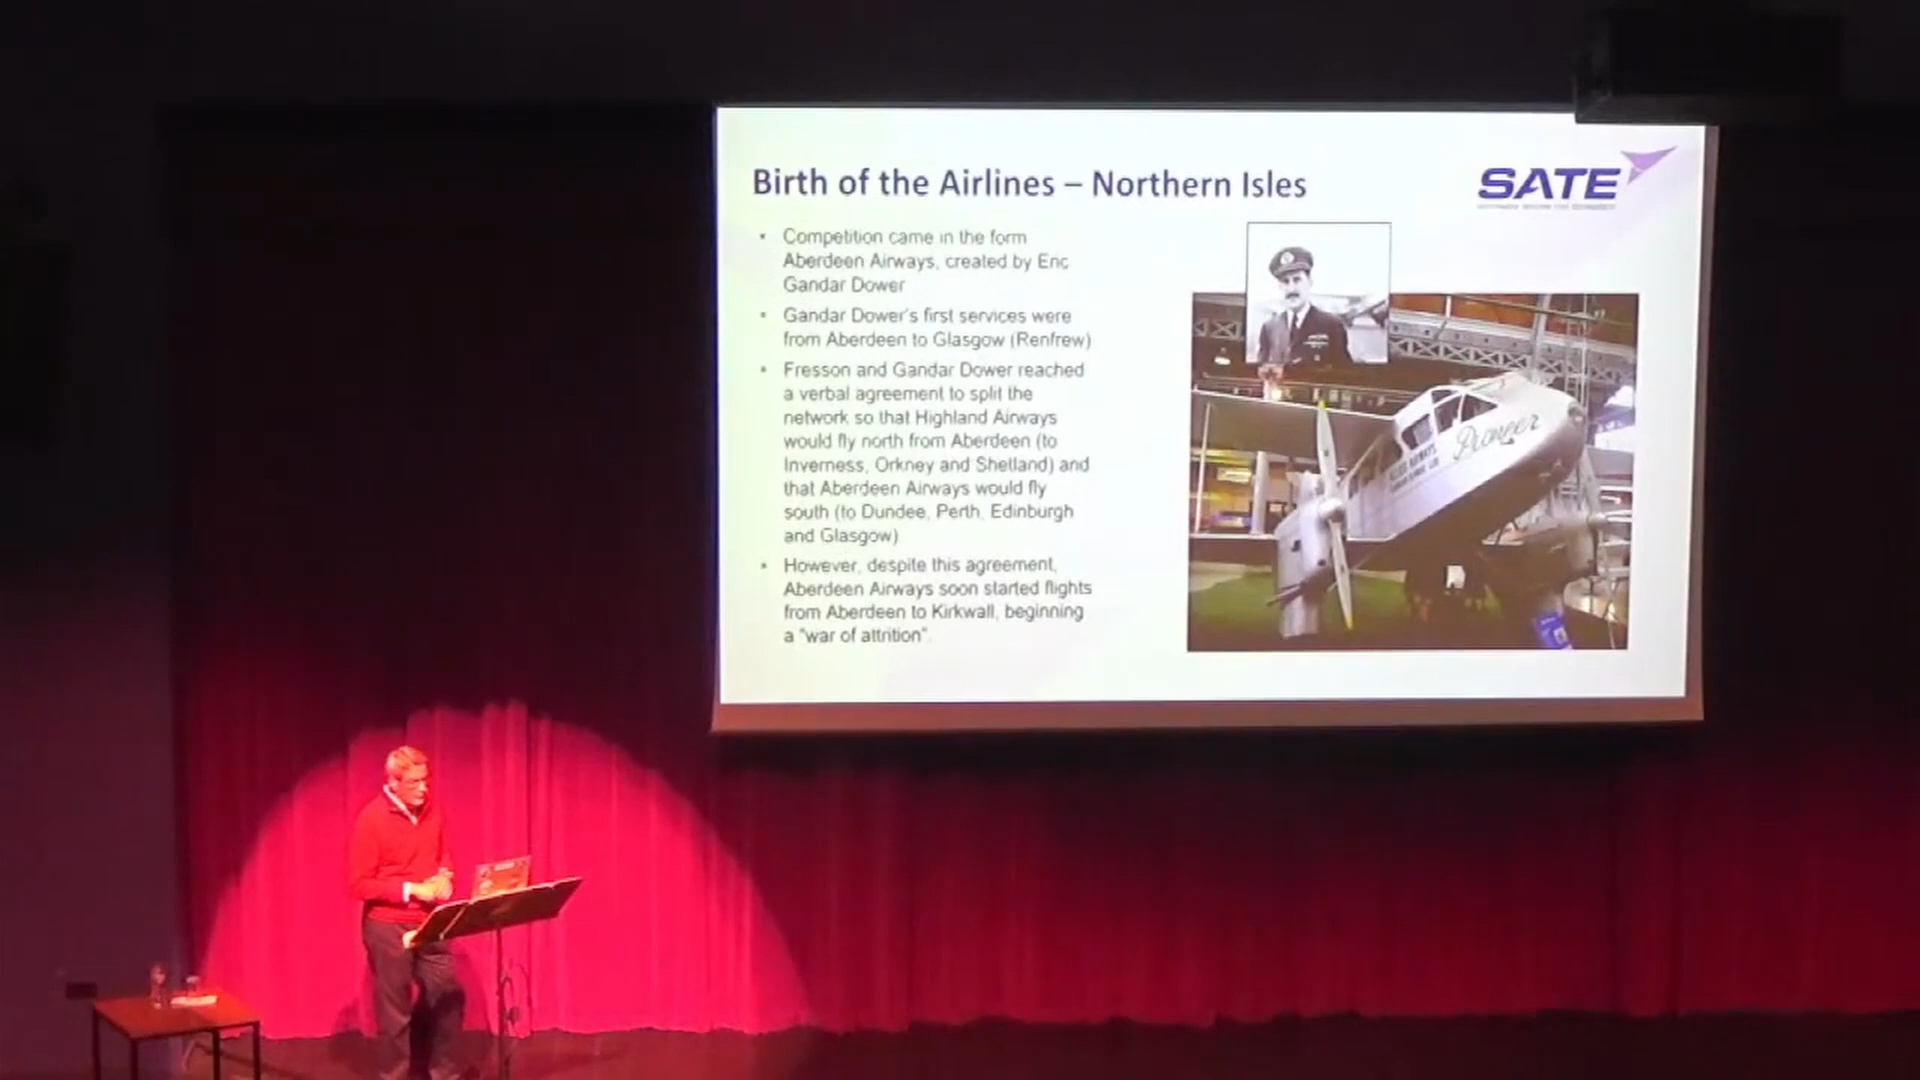 Birth of the Airlines – Northern Isles
SATE
• Competition came in the form
Aberdeen Airways, created by Eric
Gandar Dower
• Gandar Dower's first services were
from Aberdeen to Glasgow (Renfrew)
• Fresson and Gandar Dower reached
a verbal agreement to split the
network so that Highland Airways
would fly north from Aberdeen (to
Inverness, Orkney and Shetland) and
that Aberdeen Airways would fly
south (to Dundee, Perth, Edinburgh
and Glasgow)
• However, despite this agreement,
Aberdeen Airways soon started flights
from Aberdeen to Kirkwall, beginning
a "war of attrition".
Pioneer
ALLIED AIRWAYS